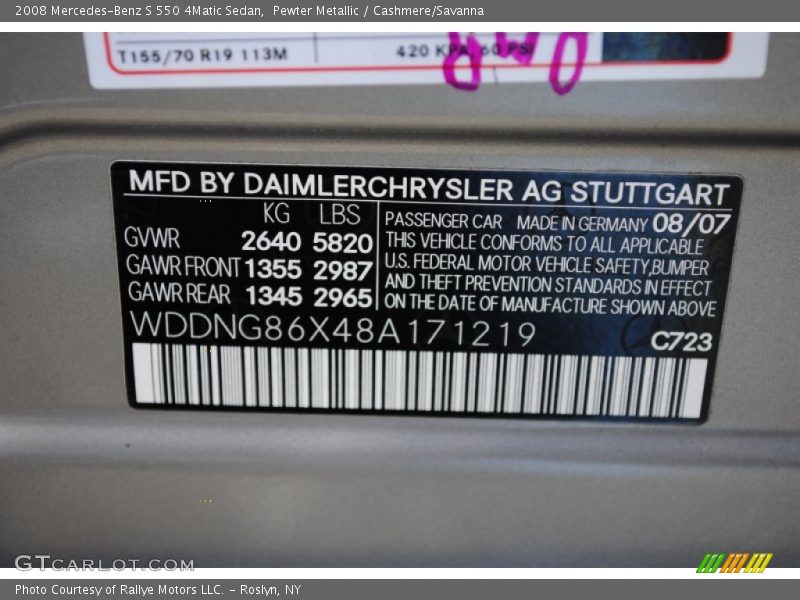 2008 Mercedes-Benz S 550 4Matic Sedan,  Pewter Metallic / Cashmere/Savanna
T155/70 R19 113M 420 KPA, 60 PSI
MFD BY DAIMLERCHRYSLER AG STUTTGART
KG LBS
GVWR 2640 5820
GAWR FRONT 1355 2987
GAWR REAR 1345 2965
PASSENGER CAR MADE IN GERMANY 08/07
THIS VEHICLE CONFORMS TO ALL APPLICABLE
U.S. FEDERAL MOTOR VEHICLE SAFETY, BUMPER
AND THEFT PREVENTION STANDARDS IN EFFECT
ON THE DATE OF MANUFACTURE SHOWN ABOVE
WDDNG86X48A171219
C723
GTCARLOT.COM
Photo Courtesy of Rallye Motors LLC. - Roslyn, NY